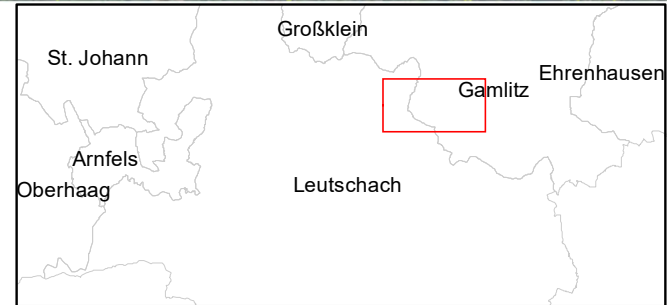 Großklein
St. Johann
Ehrenhausen
Gamlitz
Arnfels
Leutschach
Oberhaag